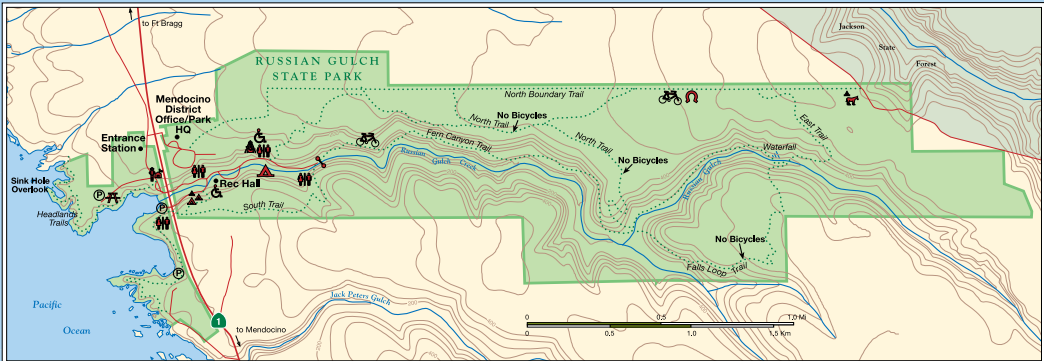 to Ft Bragg
RUSSIAN GULCH
STATE PARK
Jackson
State
Forest
Mendocino
District
Office/Park
HQ
Entrance
Station
North Boundary Trail
No Bicycles
North Trail
Fern Canyon Trail
North Trail
East Trail
Waterfall
Russian Gulch Creek
No Bicycles
Russian Gulch
Sink Hole
Overlook
P
Rec Hall
Headlands
Trails
P
South Trail
No Bicycles
Falls Loop Trail
P
Pacific
Ocean
Jack Peters Gulch
1
to Mendocino
0 0.5 1.0 Mi
0 0.5 1.0 1.5 Km